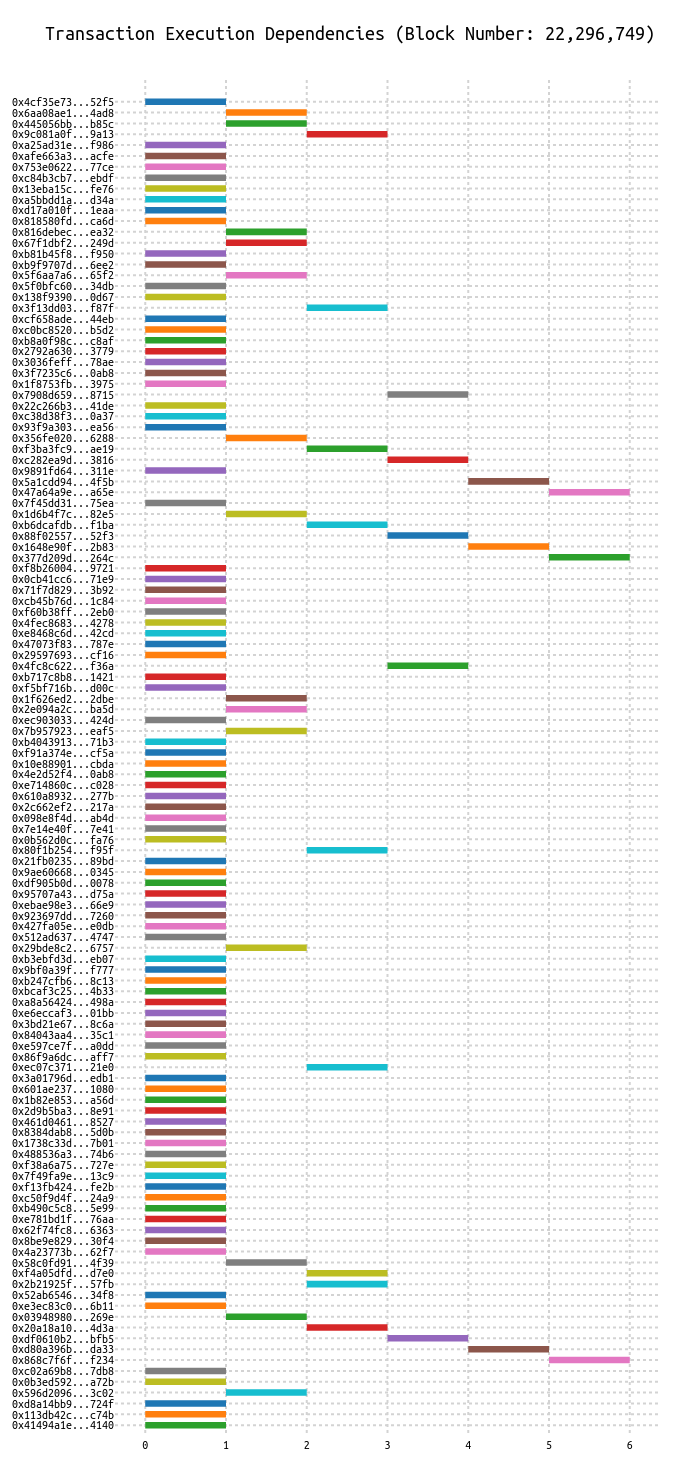 Transaction Execution Dependencies (Block Number: 22,296,749)
0x4cf35e73...52f5
0x6aa08ae1...4ad8
0x445056bb...b85c
0x9c081a0f...9a13
0xa25ad31e...f986
0xafe663a3...acfe
0x753e0622...77ce
0xc84b3cb7...ebdf
0x13eba15c...fe76
0xa5bbdd1a...d34a
0xd17a010f...1eaa
0x818580fd...ca6d
0x816debec...ea32
0x67f1dbf2...249d
0xb81b45f8...f950
0xb9f9707d...6ee2
0x5f6aa7a6...65f2
0x5f0bfc60...34db
0x138f9390...0d67
0x3f13dd03...f87f
0xcf658ade...44eb
0xc0bc8520...b5d2
0xb8a0f98c...c8af
0x2792a630...3779
0x3036feff...78ae
0x3f7235c6...0ab8
0x1f8753fb...3975
0x7908d659...8715
0x22c266b3...41de
0xc38d38f3...0a37
0x93f9a303...ea56
0x356fe020...6288
0xf3ba3fc9...ae19
0xc282ea9d...3816
0x9891fd64...311e
0x5a1cdd94...4f5b
0x47a64a9e...a65e
0x7f45dd31...75ea
0x1d6b4f7c...82e5
0xb6dcafdb...f1ba
0x88f02557...52f3
0x1648e90f...2b83
0x377d209d...264c
0xf8b26004...9721
0x0cb41cc6...71e9
0x71f7d829...3b92
0xcb45b76d...1c84
0xf60b38ff...2eb0
0x4fec8683...4278
0xe8468c6d...42cd
0x47073f83...787e
0x29597693...cf16
0x4fc8c622...f36a
0xb717c8b8...1421
0xf5bf716b...d00c
0x1f626ed2...2dbe
0x2e094a2c...ba5d
0xec903033...424d
0x7b957923...eaf5
0xb4043913...71b3
0xf91a374e...cf5a
0x10e88901...cbda
0x4e2d52f4...0ab8
0xe714860c...c028
0x610a8932...277b
0x2c662ef2...217a
0x098e8f4d...ab4d
0x7e14e40f...7e41
0x0b562d0c...fa76
0x80f1b254...f95f
0x21fb0235...89bd
0x9ae60668...0345
0xdf905b0d...0078
0x95707a43...d75a
0xebae98e3...66e9
0x923697dd...7260
0x427fa05e...e0db
0x512ad637...4747
0x29bde8c2...6757
0xb3ebfd3d...eb07
0x9bf0a39f...f777
0xb247cfb6...8c13
0xbcaf3c25...4b33
0xa8a56424...498a
0xe6eccaf3...01bb
0x3bd21e67...8c6a
0x84043aa4...35c1
0xe597ce7f...a0dd
0x86f9a6dc...aff7
0xec07c371...21e0
0x3a01796d...edb1
0x601ae237...1080
0x1b82e853...a56d
0x2d9b5ba3...8e91
0x461d0461...8527
0x8384dab8...5d0b
0x1738c33d...7b01
0x488536a3...74b6
0xf38a6a75...727e
0x7f49fa9e...13c9
0xf13fb424...fe2b
0xc50f9d4f...24a9
0xb490c5c8...5e99
0xe781bd1f...76aa
0x62f74fc8...6363
0x8be9e829...30f4
0x4a23773b...62f7
0x58c0fd91...4f39
0xf4a05dfd...d7e0
0x2b21925f...57fb
0x52ab6546...34f8
0xe3ec83c0...6b11
0x03948980...269e
0x20a18a10...4d3a
0xdf0610b2...bfb5
0xd80a396b...da33
0x868c7f6f...f234
0xc02a69b8...7db8
0x0b3ed592...a72b
0x596d2096...3c02
0xd8a14bb9...724f
0x113db42c...c74b
0x41494a1e...4140
0 1 2 3 4 5 6